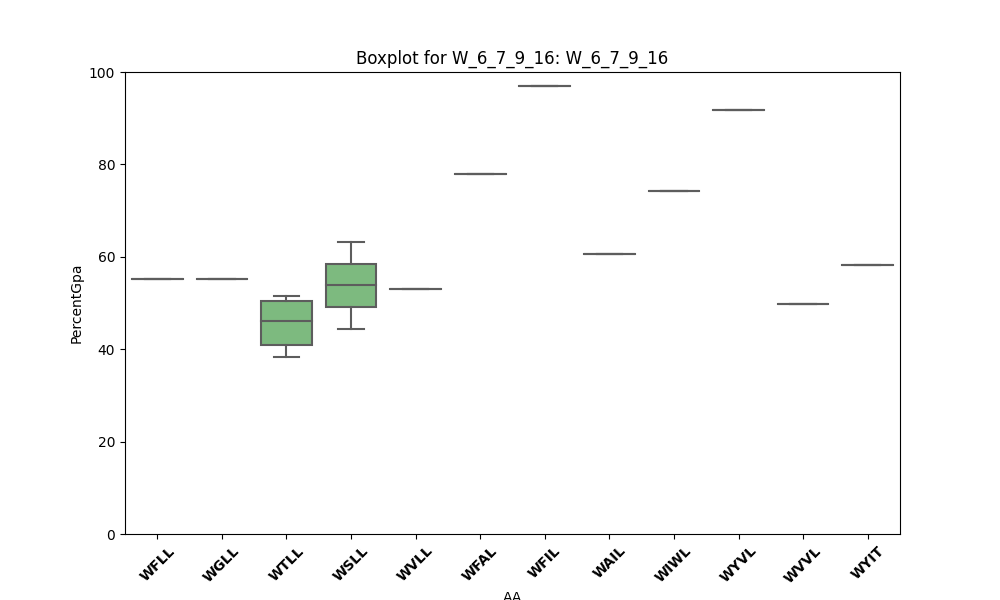 Boxplot for W_6_7_9_16: W_6_7_9_16
100
80
60
40
20
0
PercentGpa
WFLL
WGLL
WTLL
WSLL
WVLL
WFAL
WFIL
WAIL
WIWL
WYVL
WVVL
WYIT
AA